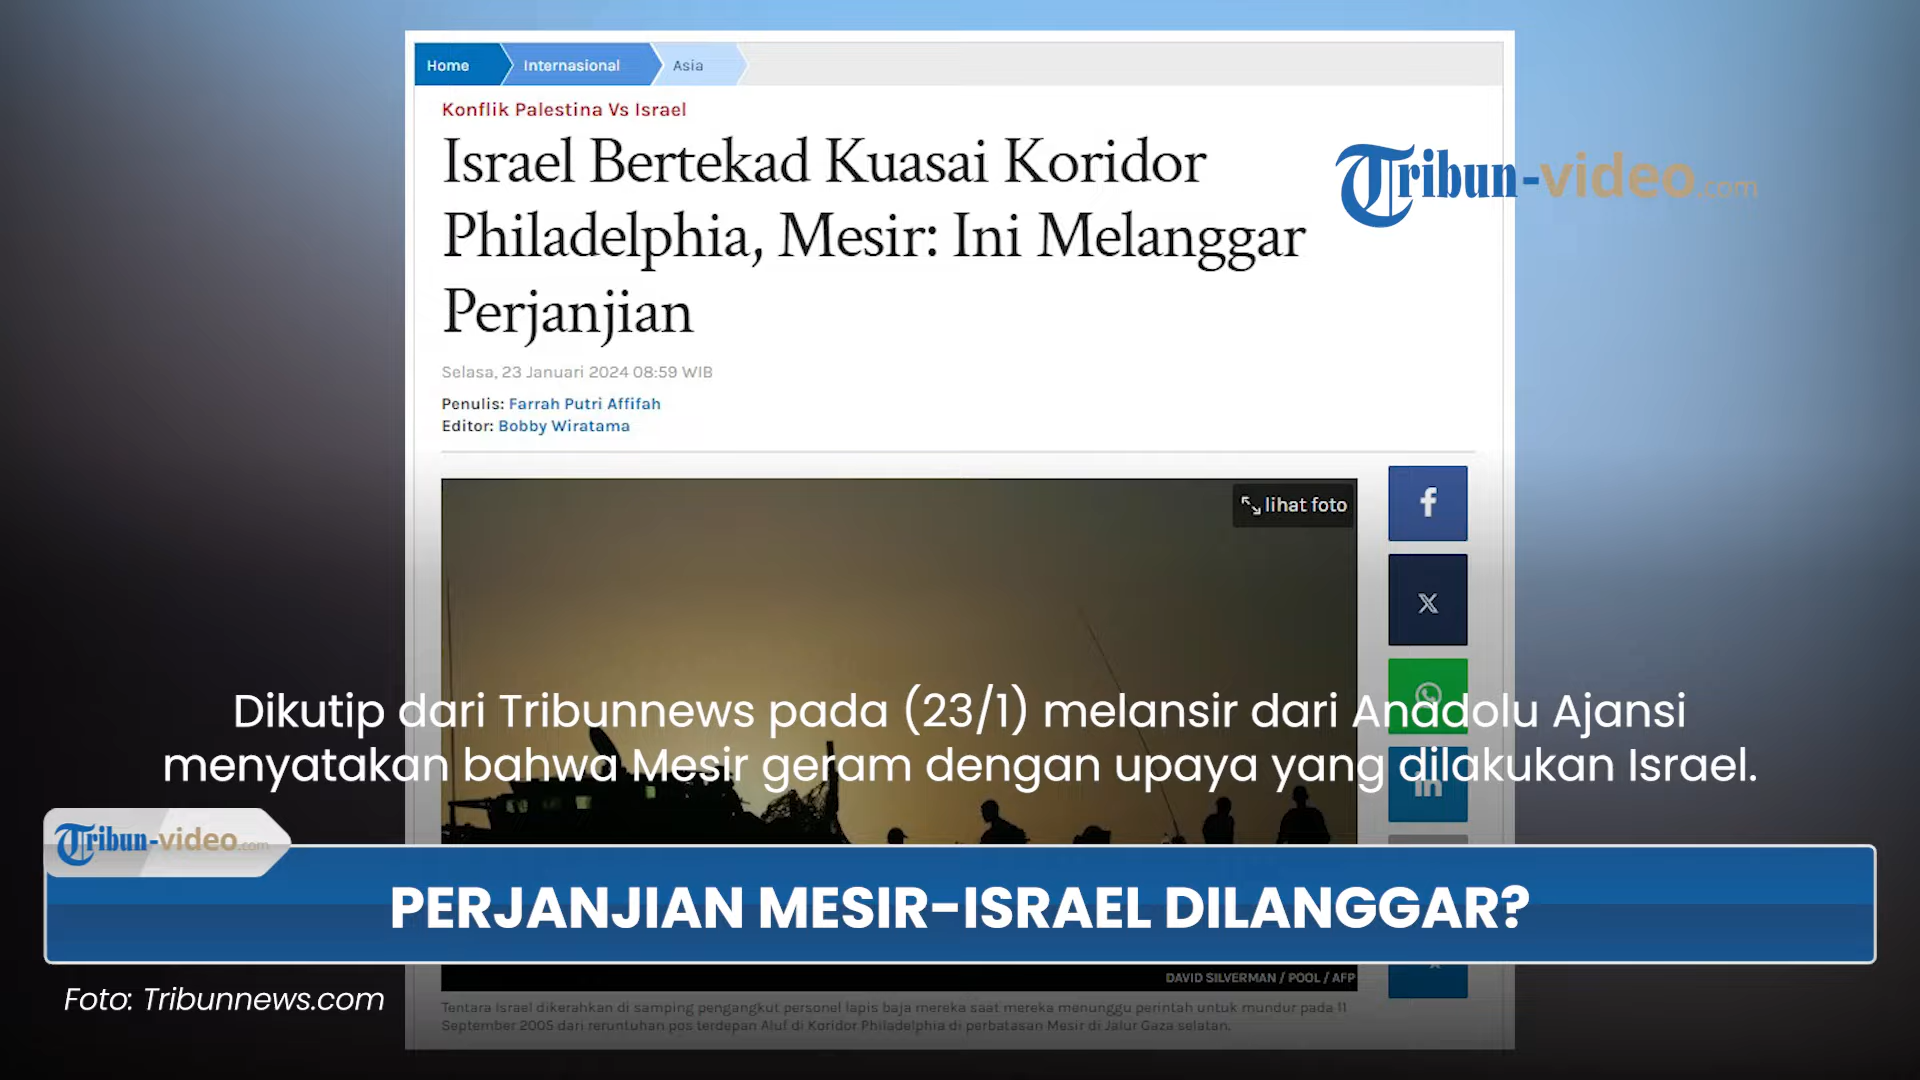 Home Internasional Asia
Konflik Palestina Vs Israel
Israel Bertekad Kuasai Koridor
Philadelphia, Mesir: Ini Melanggar
Perjanjian
Tribun-video.com
Selasa, 23 Januari 2024 08:59 WIB
Penulis: Farrah Putri Affifah
Editor: Bobby Wiratama
lihat foto
Dikutip dari Tribunnews pada (23/1) melansir dari Anadolu Ajansi
menyatakan bahwa Mesir geram dengan upaya yang dilakukan Israel.
Tribun-video.com
PERJANJIAN MESIR-ISRAEL DILANGGAR?
DAVID SILVERMAN / POOL / AFP
Foto: Tribunnews.com
Tentara Israel dikerahkan di samping pengangkut personel lapis baja mereka saat mereka menunggu perintah untuk mundur pada 11
September 2005 dari reruntuhan pos terdepan Aluf di Koridor Philadelphia di perbatasan Mesir di Jalur Gaza selatan.